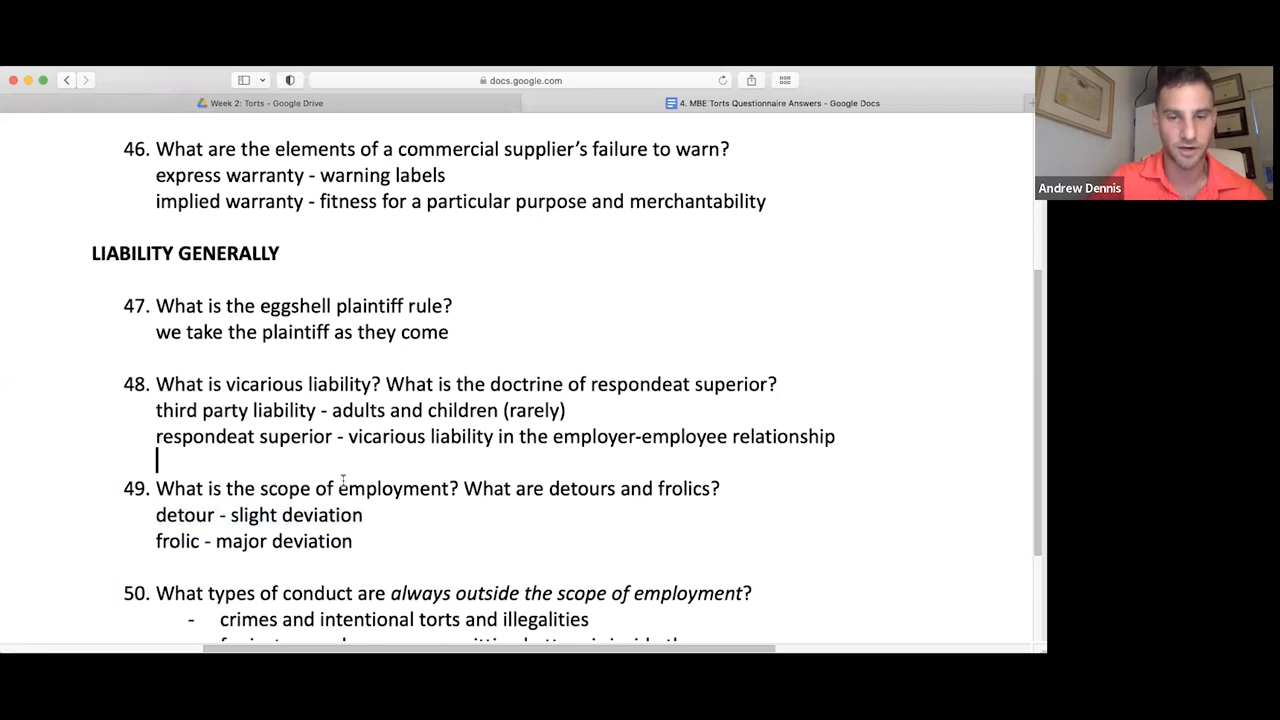 docs.google.com
Week 2: Torts - Google Drive
4. MBE Torts Questionnaire Answers - Google Docs
Andrew Dennis
46. What are the elements of a commercial supplier's failure to warn?
express warranty - warning labels
implied warranty - fitness for a particular purpose and merchantability
LIABILITY GENERALLY
47. What is the eggshell plaintiff rule?
we take the plaintiff as they come
48. What is vicarious liability? What is the doctrine of respondeat superior?
third party liability - adults and children (rarely)
respondeat superior - vicarious liability in the employer-employee relationship
49. What is the scope of employment? What are detours and frolics?
detour - slight deviation
frolic - major deviation
50. What types of conduct are always outside the scope of employment?
- crimes and intentional torts and illegalities